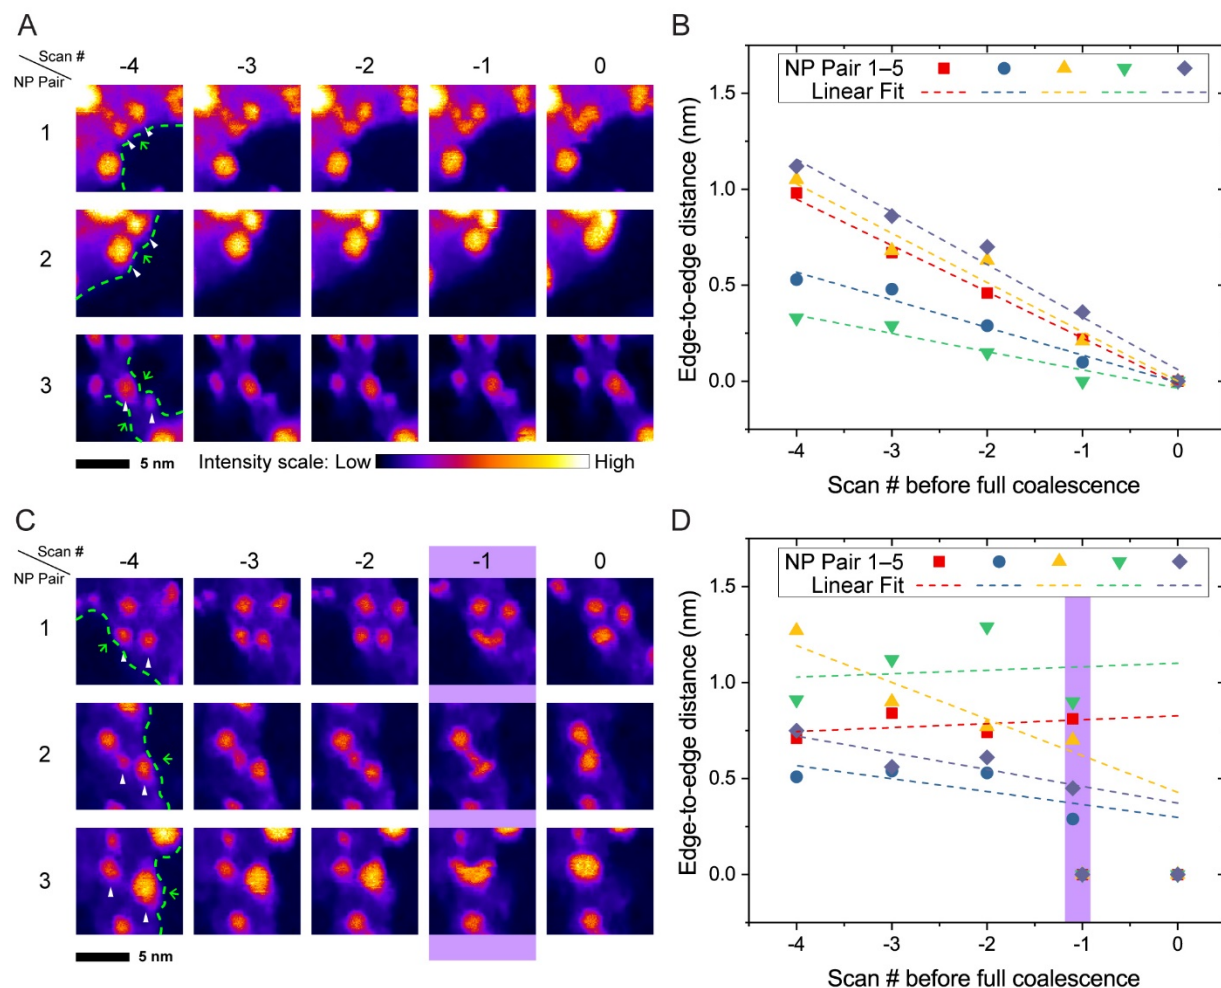 A
Scan #
NP Pair
-4 -3 -2 -1 0
1
2
3
5 nm
Intensity scale: Low High
B
NP Pair 1–5
Linear Fit
1.5
1.0
0.5
0.0
Edge-to-edge distance (nm)
-4 -3 -2 -1 0
Scan # before full coalescence
C
Scan #
NP Pair
-4 -3 -2 -1 0
1
2
3
5 nm
D
NP Pair 1–5
Linear Fit
1.5
1.0
0.5
0.0
Edge-to-edge distance (nm)
-4 -3 -2 -1 0
Scan # before full coalescence